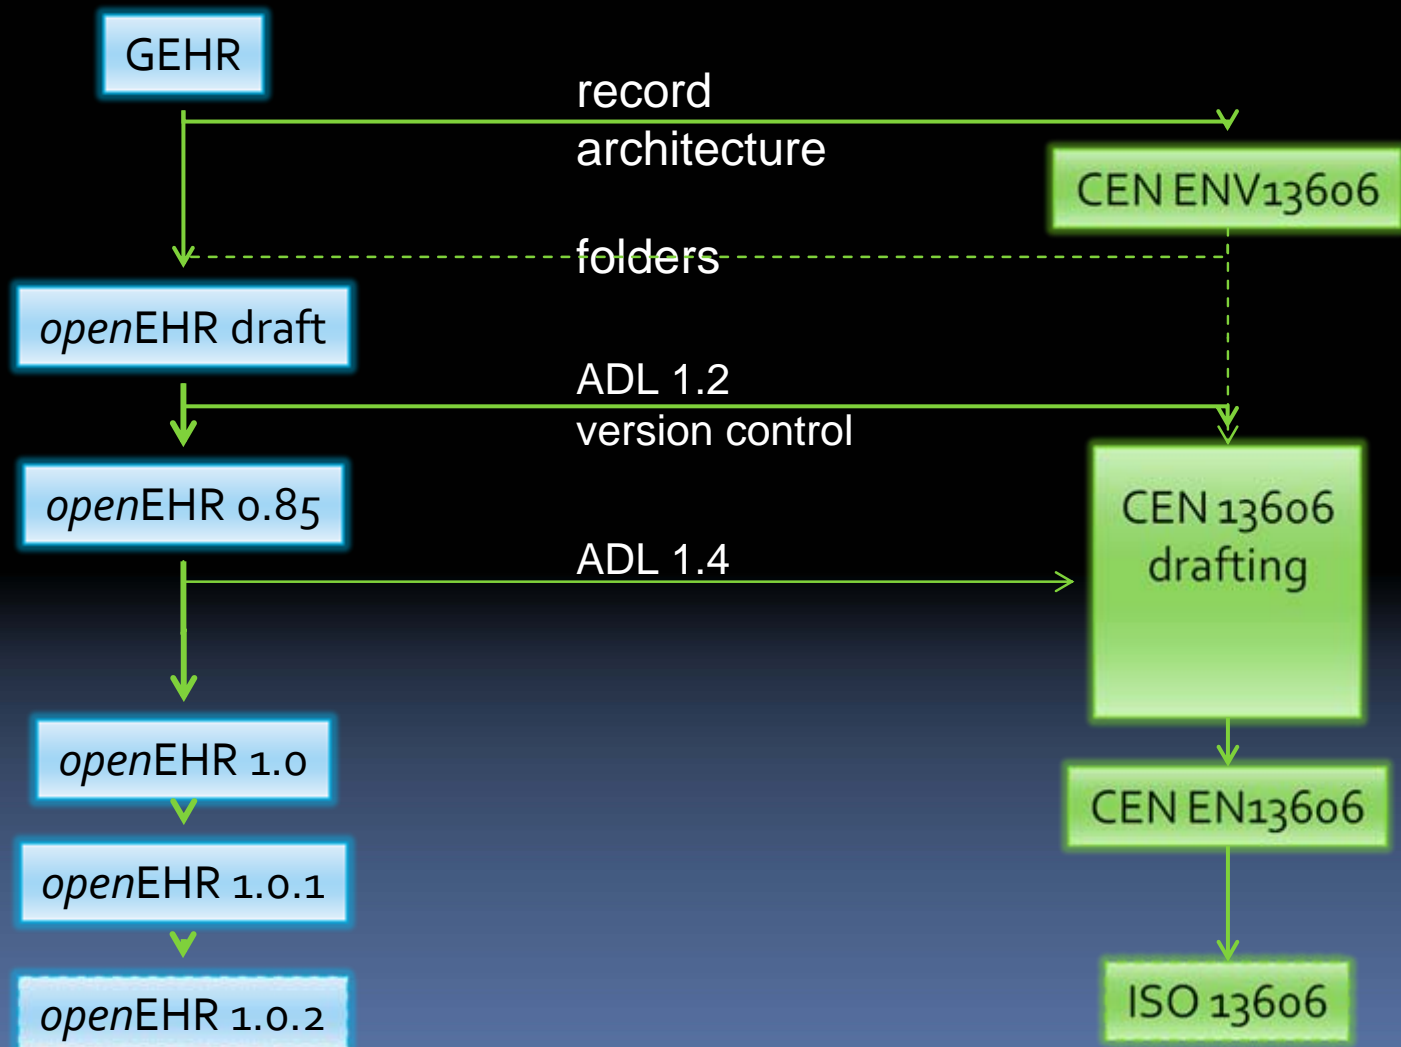 GEHR
record
architecture
CEN ENV13606
folders
openEHR draft
ADL 1.2
version control
openEHR 0.85
CEN 13606
drafting
ADL 1.4
openEHR 1.0
CEN EN13606
openEHR 1.0.1
openEHR 1.0.2
ISO 13606